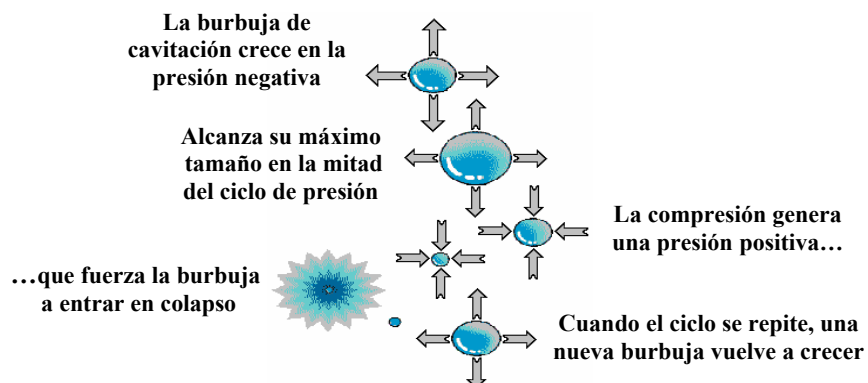 La burbuja de
cavitación crece en la
presión negativa
Alcanza su máximo
tamaño en la mitad
del ciclo de presión
La compresión genera
una presión positiva…
…que fuerza la burbuja
a entrar en colapso
Cuando el ciclo se repite, una
nueva burbuja vuelve a crecer